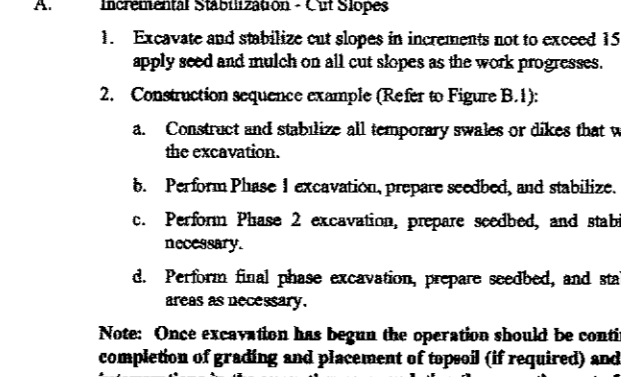 A. Incremental Stabilization - Cut Slopes
1. Excavate and stabilize cut slopes in increments not to exceed 15
apply seed and mulch on all cut slopes as the work progresses.
2. Construction sequence example (Refer to Figure B.1):
a. Construct and stabilize all temporary swales or dikes that
the excavation.
b. Perform Phase 1 excavation, prepare seedbed, and stabilize.
c. Perform Phase 2 excavation, prepare seedbed, and
necessary.
d. Perform final phase excavation, prepare seedbed, and
areas as necessary.
Note: Once excavation has begun the operation should be
completion of grading and placement of topsoil (if required) and